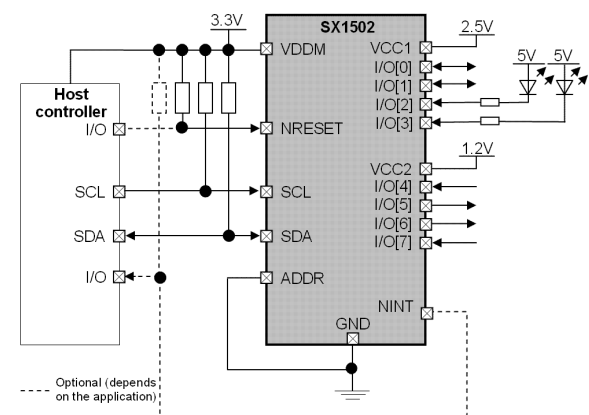 3.3V
SX1502
2.5V
VDDM
VCC1
I/O[0]
I/O[1]
I/O[2]
I/O[3]
5V
5V
Host
controller
I/O
NRESET
1.2V
VCC2
I/O[4]
I/O[5]
I/O[6]
I/O[7]
SCL
SCL
SDA
SDA
I/O
ADDR
NINT
GND
Optional (depends
on the application)